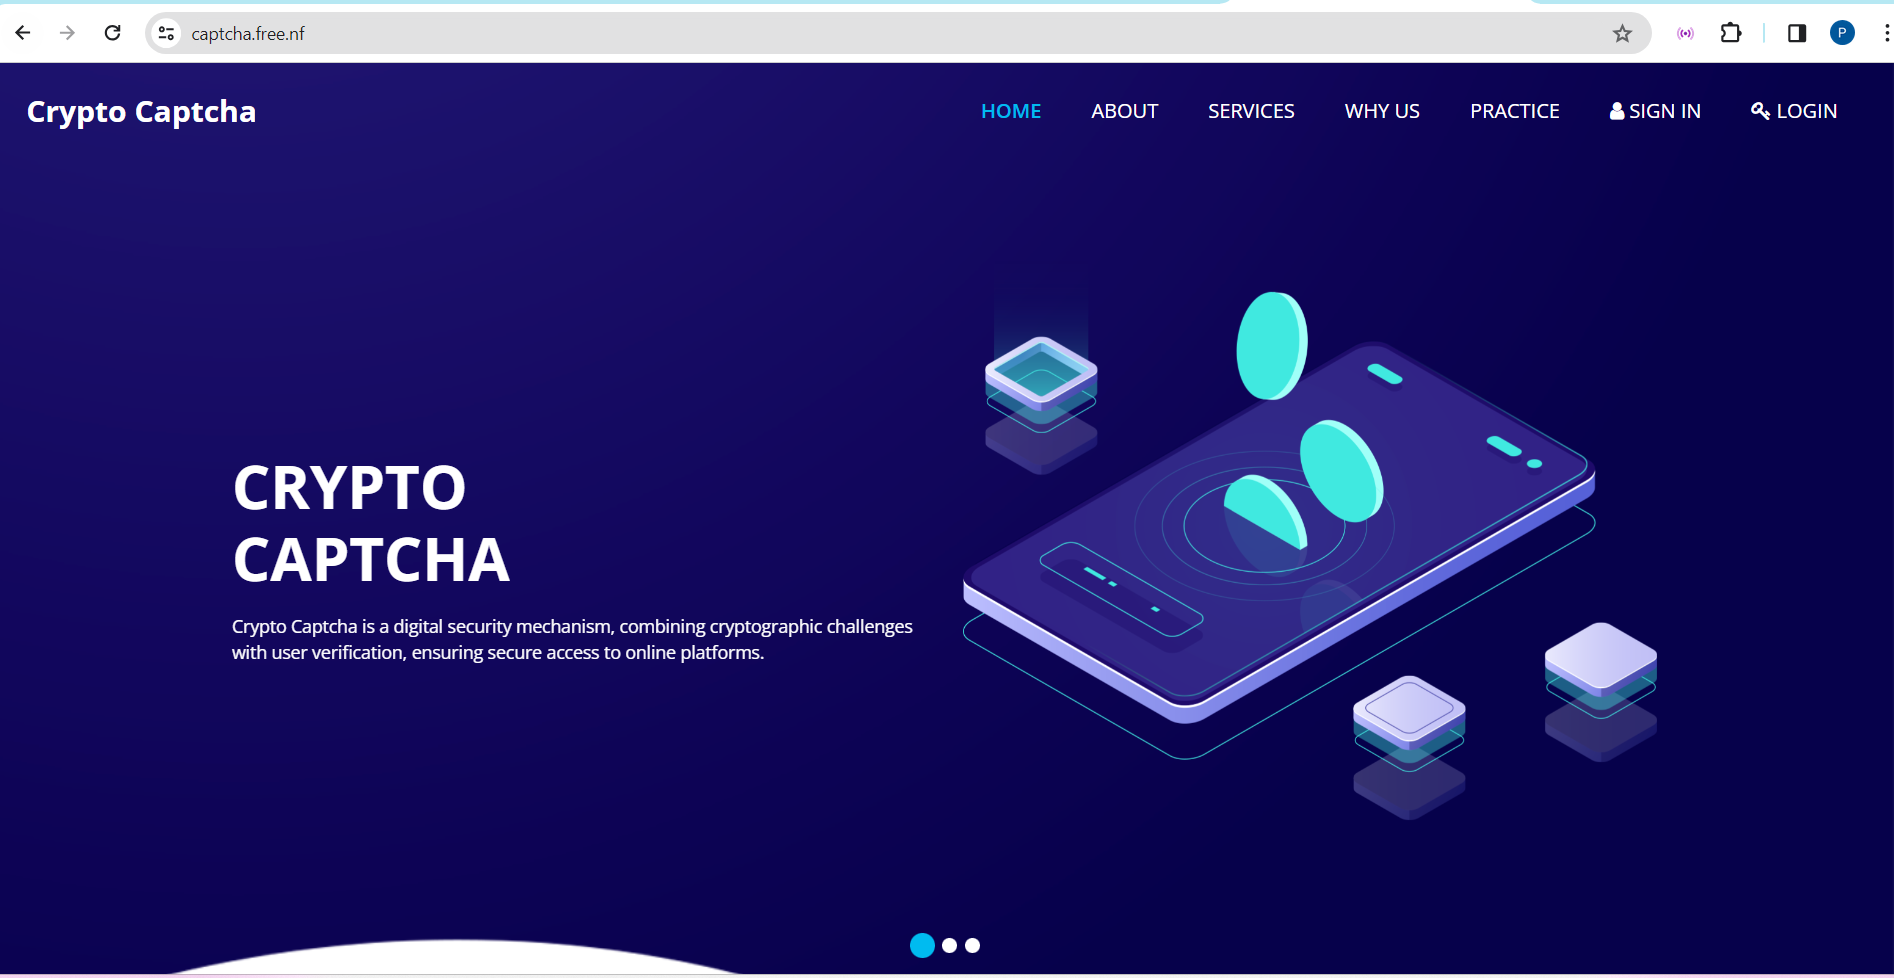 captcha.free.nf
P
Crypto Captcha
HOME ABOUT SERVICES WHY US PRACTICE SIGN IN LOGIN
CRYPTO
CAPTCHA
Crypto Captcha is a digital security mechanism, combining cryptographic challenges
with user verification, ensuring secure access to online platforms.